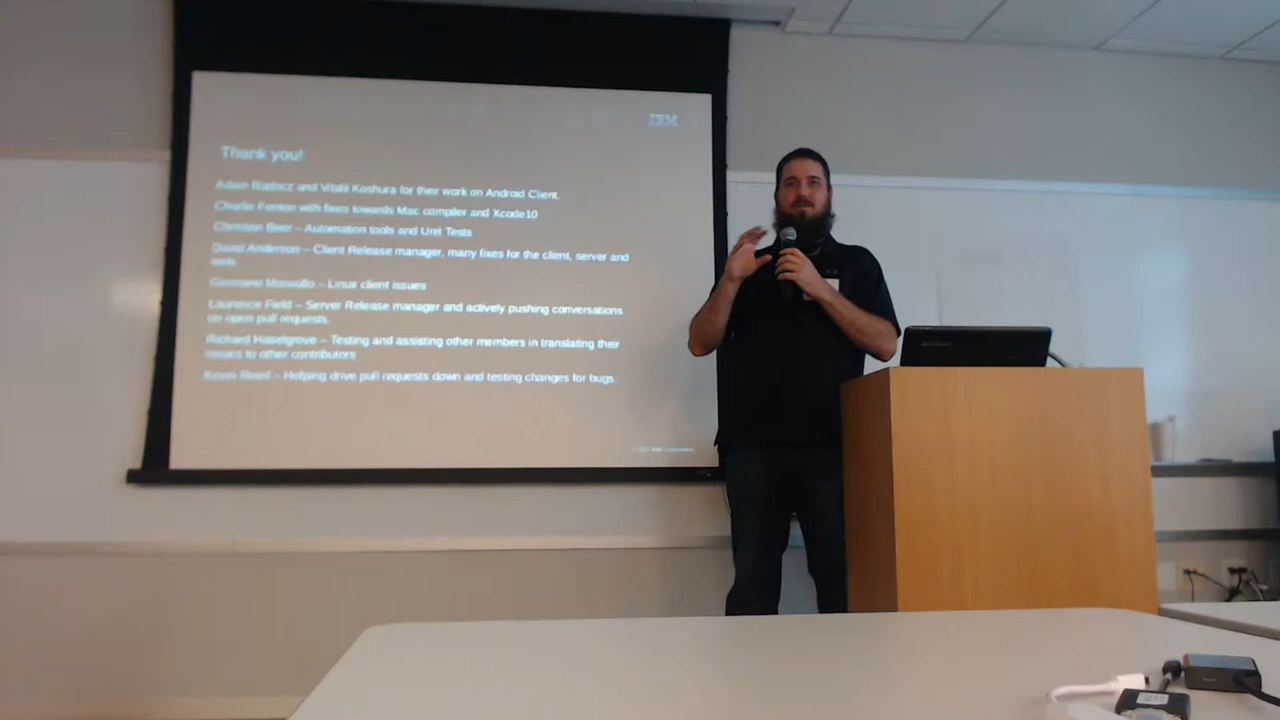 IBM
Thank you!
Adam Radocz and Vitalii Koshura for their work on Android Client.
Charlie Fenton with fixes towards Mac compiler and Xcode10
Christian Beer – Automation tools and Unit Tests
David Anderson – Client Release manager, many fixes for the client, server and
web.
Germano Massullo – Linux client issues
Laurence Field – Server Release manager and actively pushing conversations
on open pull requests.
Richard Haselgrove – Testing and assisting other members in translating their
issues to other contributors
Kevin Reed – Helping drive pull requests down and testing changes for bugs.